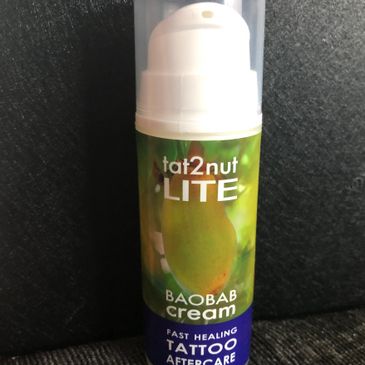 tat2nut
LITE
BAOBAB
cream
FAST HEALING
TATTOO
AFTERCARE